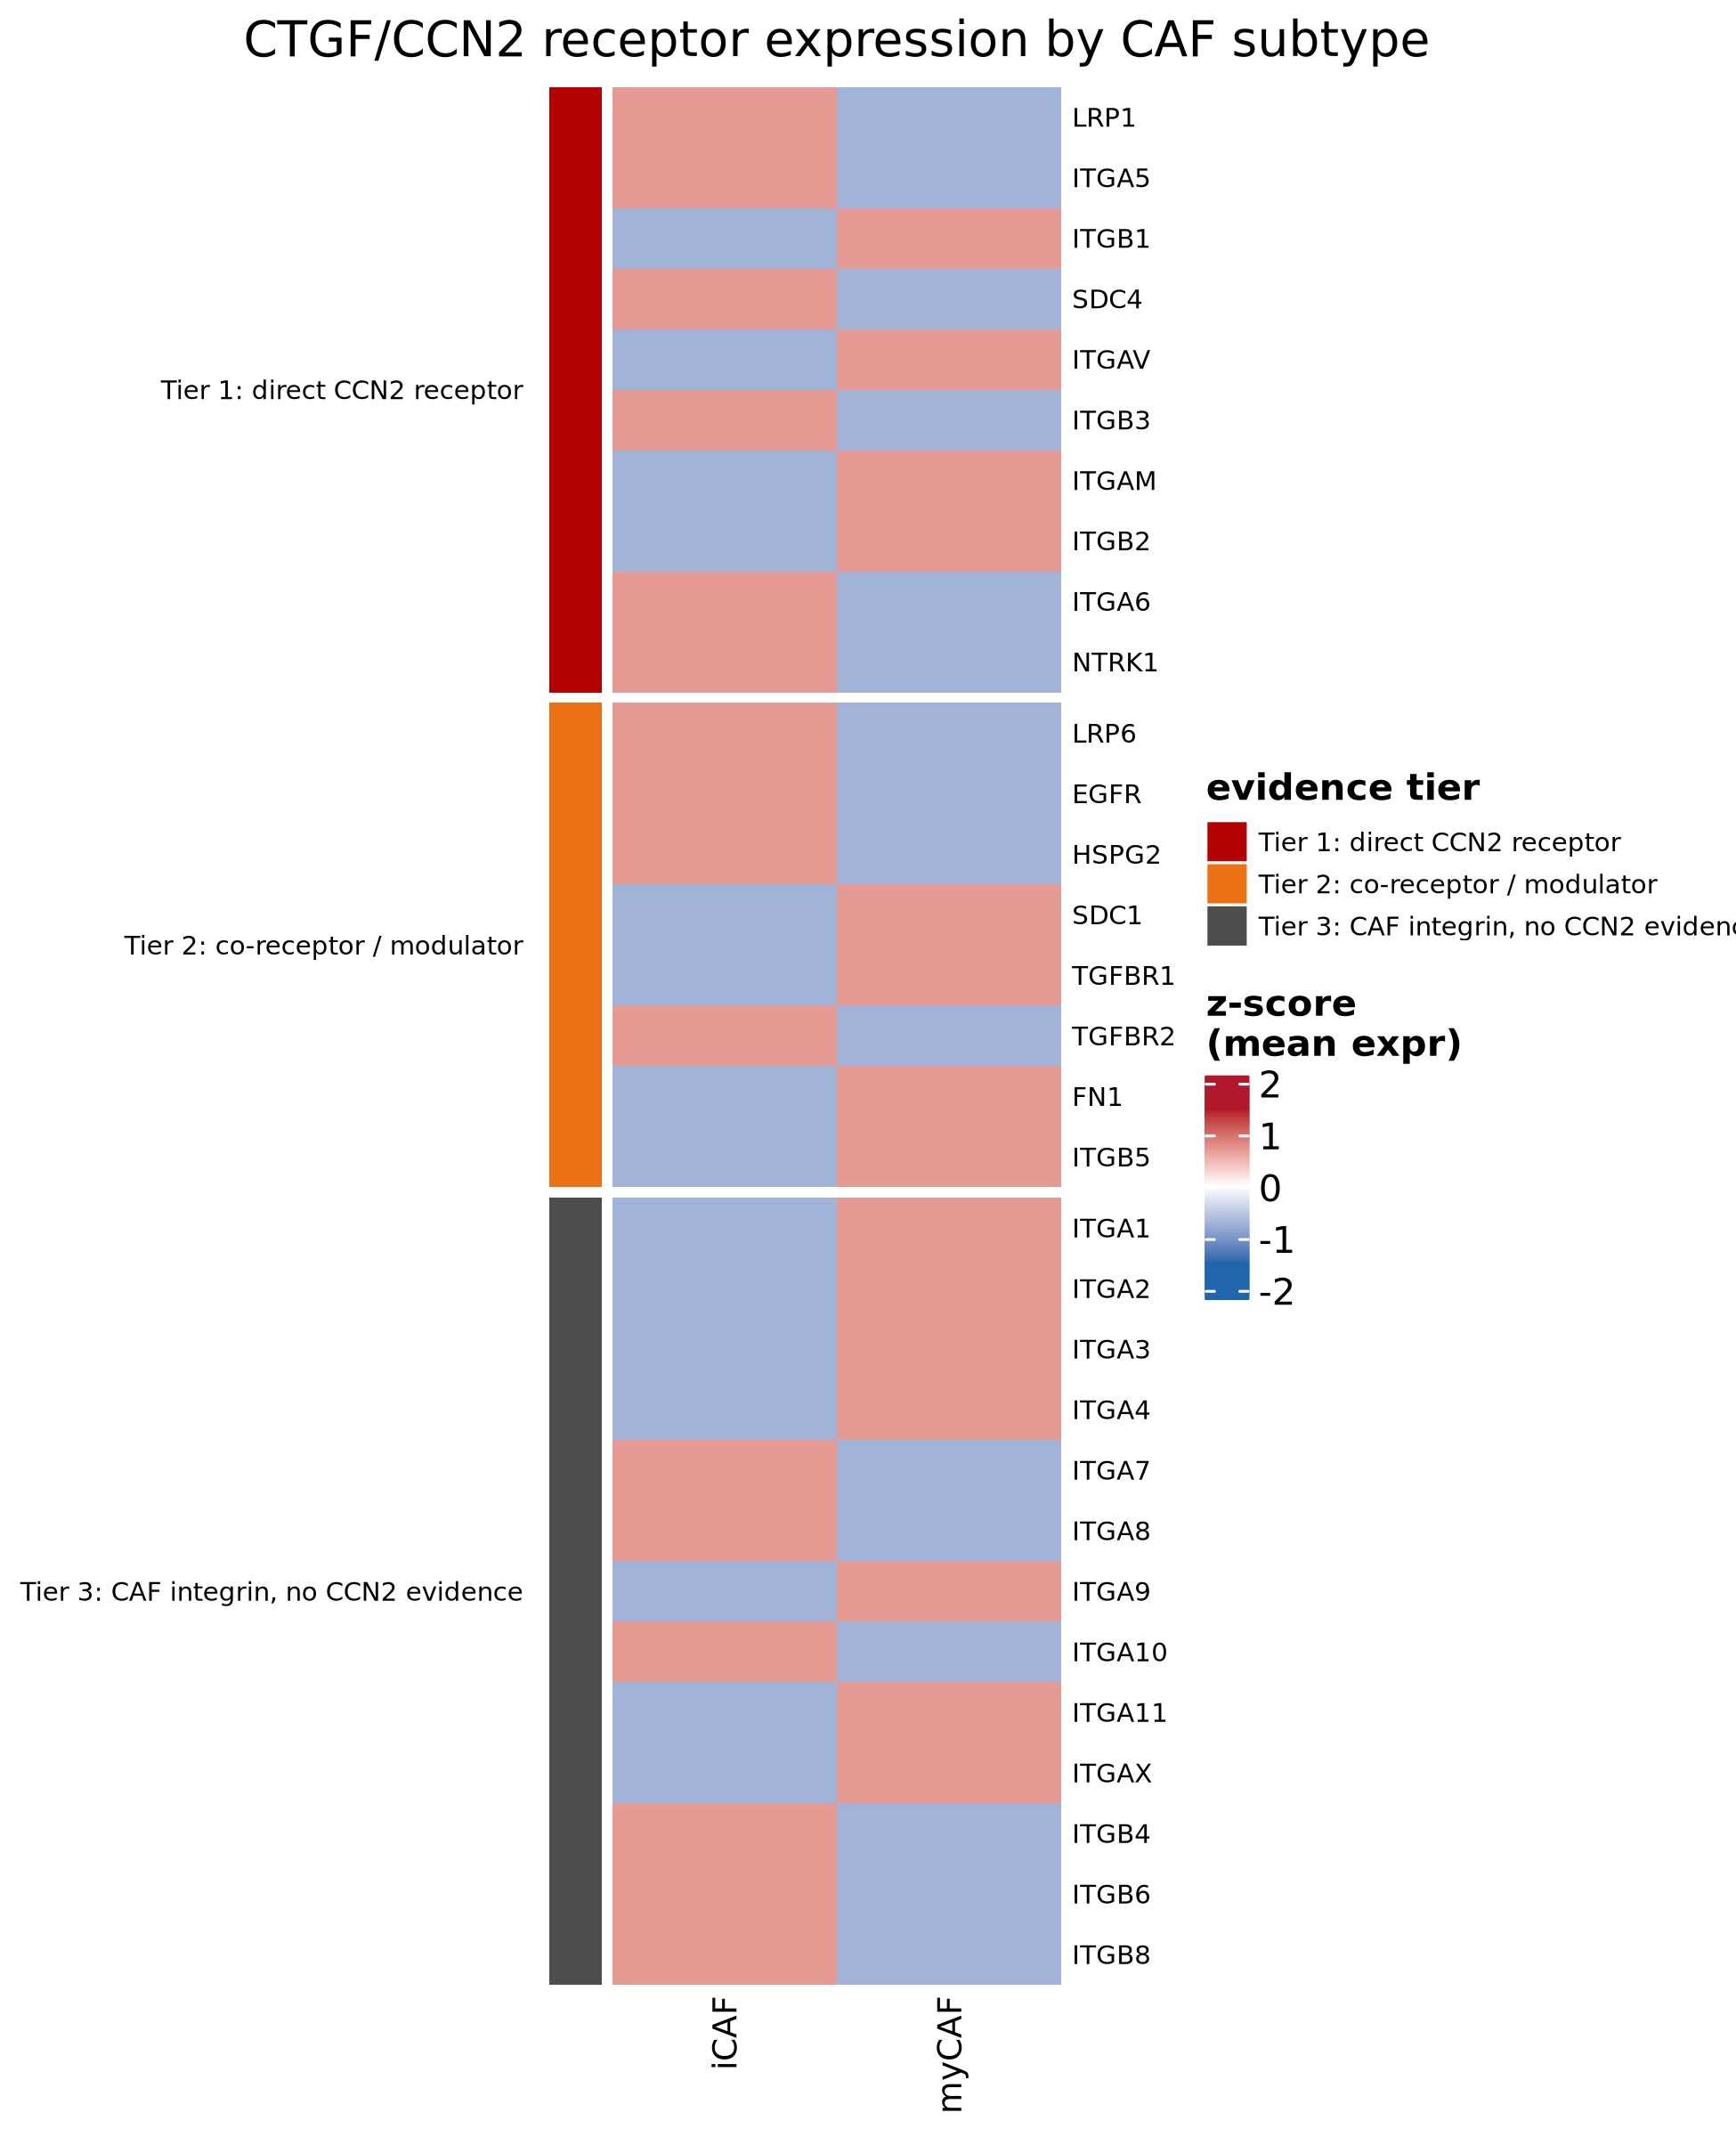 CTGF/CCN2 receptor expression by CAF subtype
Tier 1: direct CCN2 receptor
LRP1
ITGA5
ITGB1
SDC4
ITGAV
ITGB3
ITGAM
ITGB2
ITGA6
NTRK1
Tier 2: co-receptor / modulator
LRP6
EGFR
HSPG2
SDC1
TGFBR1
TGFBR2
FN1
ITGB5
Tier 3: CAF integrin, no CCN2 evidence
ITGA1
ITGA2
ITGA3
ITGA4
ITGA7
ITGA8
ITGA9
ITGA10
ITGA11
ITGAX
ITGB4
ITGB6
ITGB8
iCAF
myCAF
evidence tier
Tier 1: direct CCN2 receptor
Tier 2: co-receptor / modulator
Tier 3: CAF integrin, no CCN2 evidenc
z-score
(mean expr)
2
1
0
-1
-2